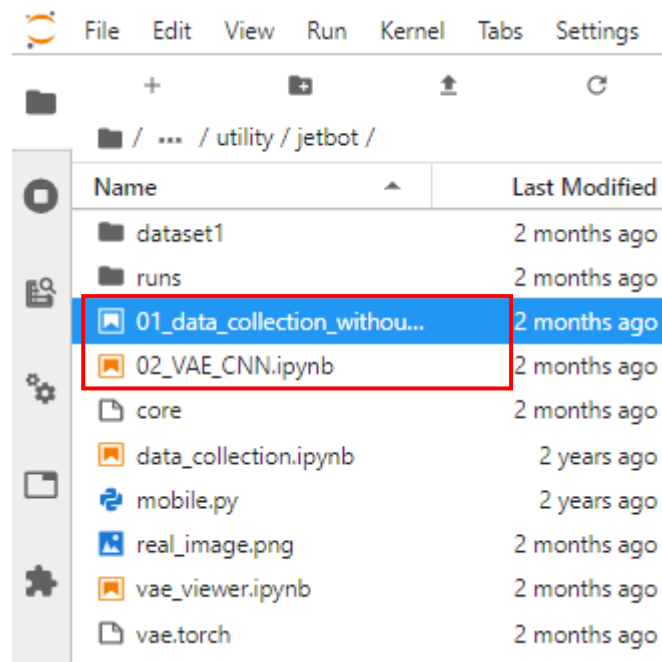 File Edit View Run Kernel Tabs Settings
/ ... / utility / jetbot /
Name Last Modified
dataset1 2 months ago
runs 2 months ago
01_data_collection_withou... 2 months ago
02_VAE_CNN.ipynb 2 months ago
core 2 months ago
data_collection.ipynb 2 years ago
mobile.py 2 years ago
real_image.png 2 months ago
vae_viewer.ipynb 2 months ago
vae.torch 2 months ago